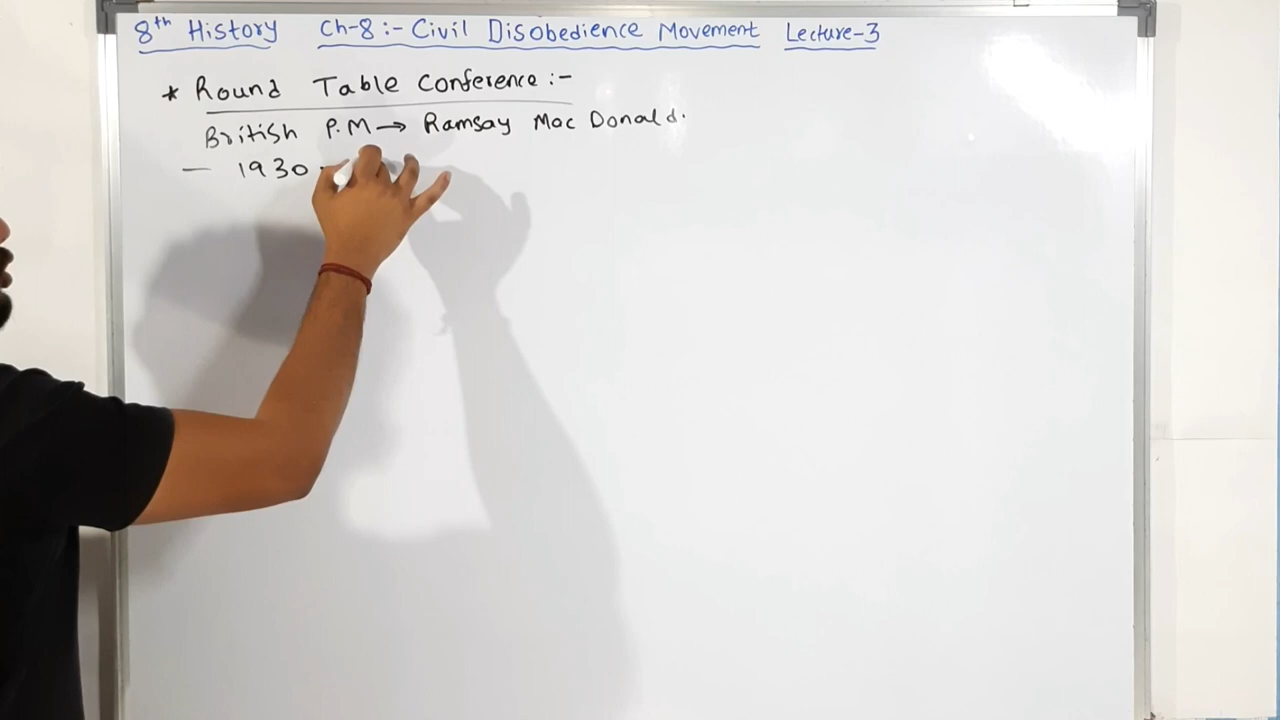 8th History Ch-8:- Civil Disobedience Movement Lecture-3
* Round Table Conference :-
British P.M → Ramsay Mac Donald.
— 1930